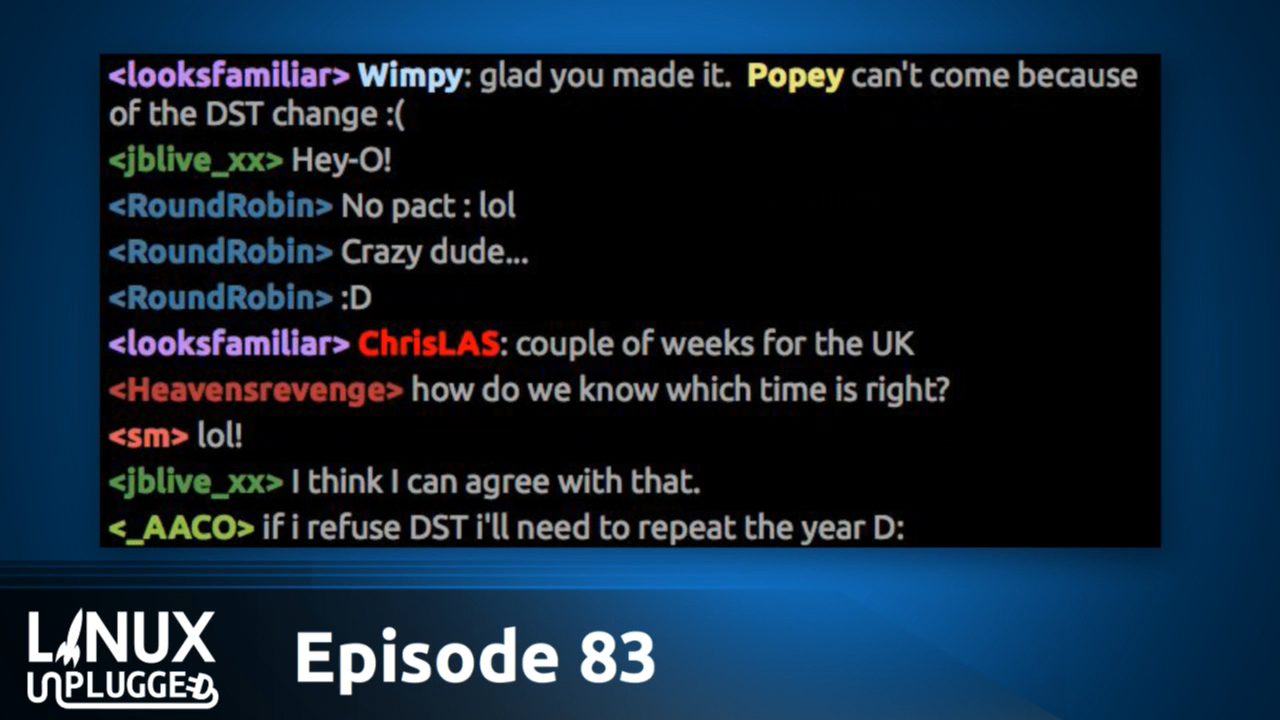 <looksfamiliar> Wimpy: glad you made it.  Popey can't come because
of the DST change :(
<jblive_xx> Hey-O!
<RoundRobin> No pact : lol
<RoundRobin> Crazy dude...
<RoundRobin> :D
<looksfamiliar> ChrisLAS: couple of weeks for the UK
<Heavensrevenge> how do we know which time is right?
<sm> lol!
<jblive_xx> I think I can agree with that.
<_AACO> if i refuse DST i'll need to repeat the year D:
LINUX
UNPLUGGED
Episode 83